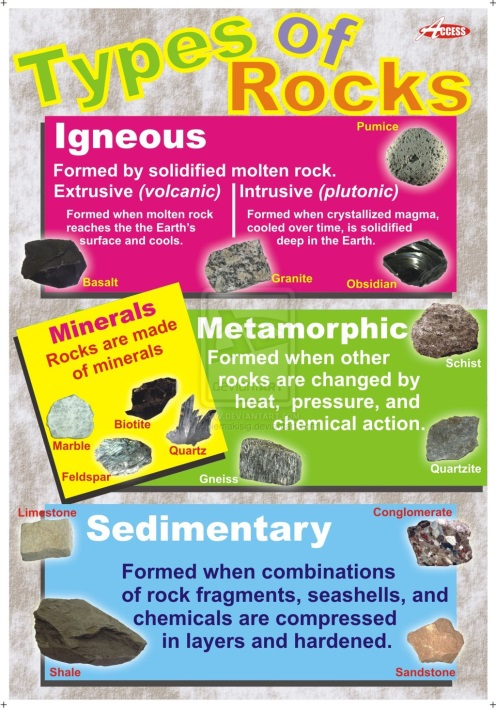 Types of
Rocks
ACCESS
Igneous
Pumice
Formed by solidified molten rock.
Extrusive (volcanic)
Formed when molten rock
reaches the the Earth's
surface and cools.
Intrusive (plutonic)
Formed when crystallized magma,
cooled over time, is solidified
deep in the Earth.
Basalt
Granite
Obsidian
Minerals
Rocks are made
of minerals
Biotite
Marble
Quartz
Feldspar
Metamorphic
Schist
Formed when other
rocks are changed by
heat, pressure, and
chemical action.
Quartzite
Gneiss
Limestone
Conglomerate
Sedimentary
Formed when combinations
of rock fragments, seashells, and
chemicals are compressed
in layers and hardened.
Shale
Sandstone